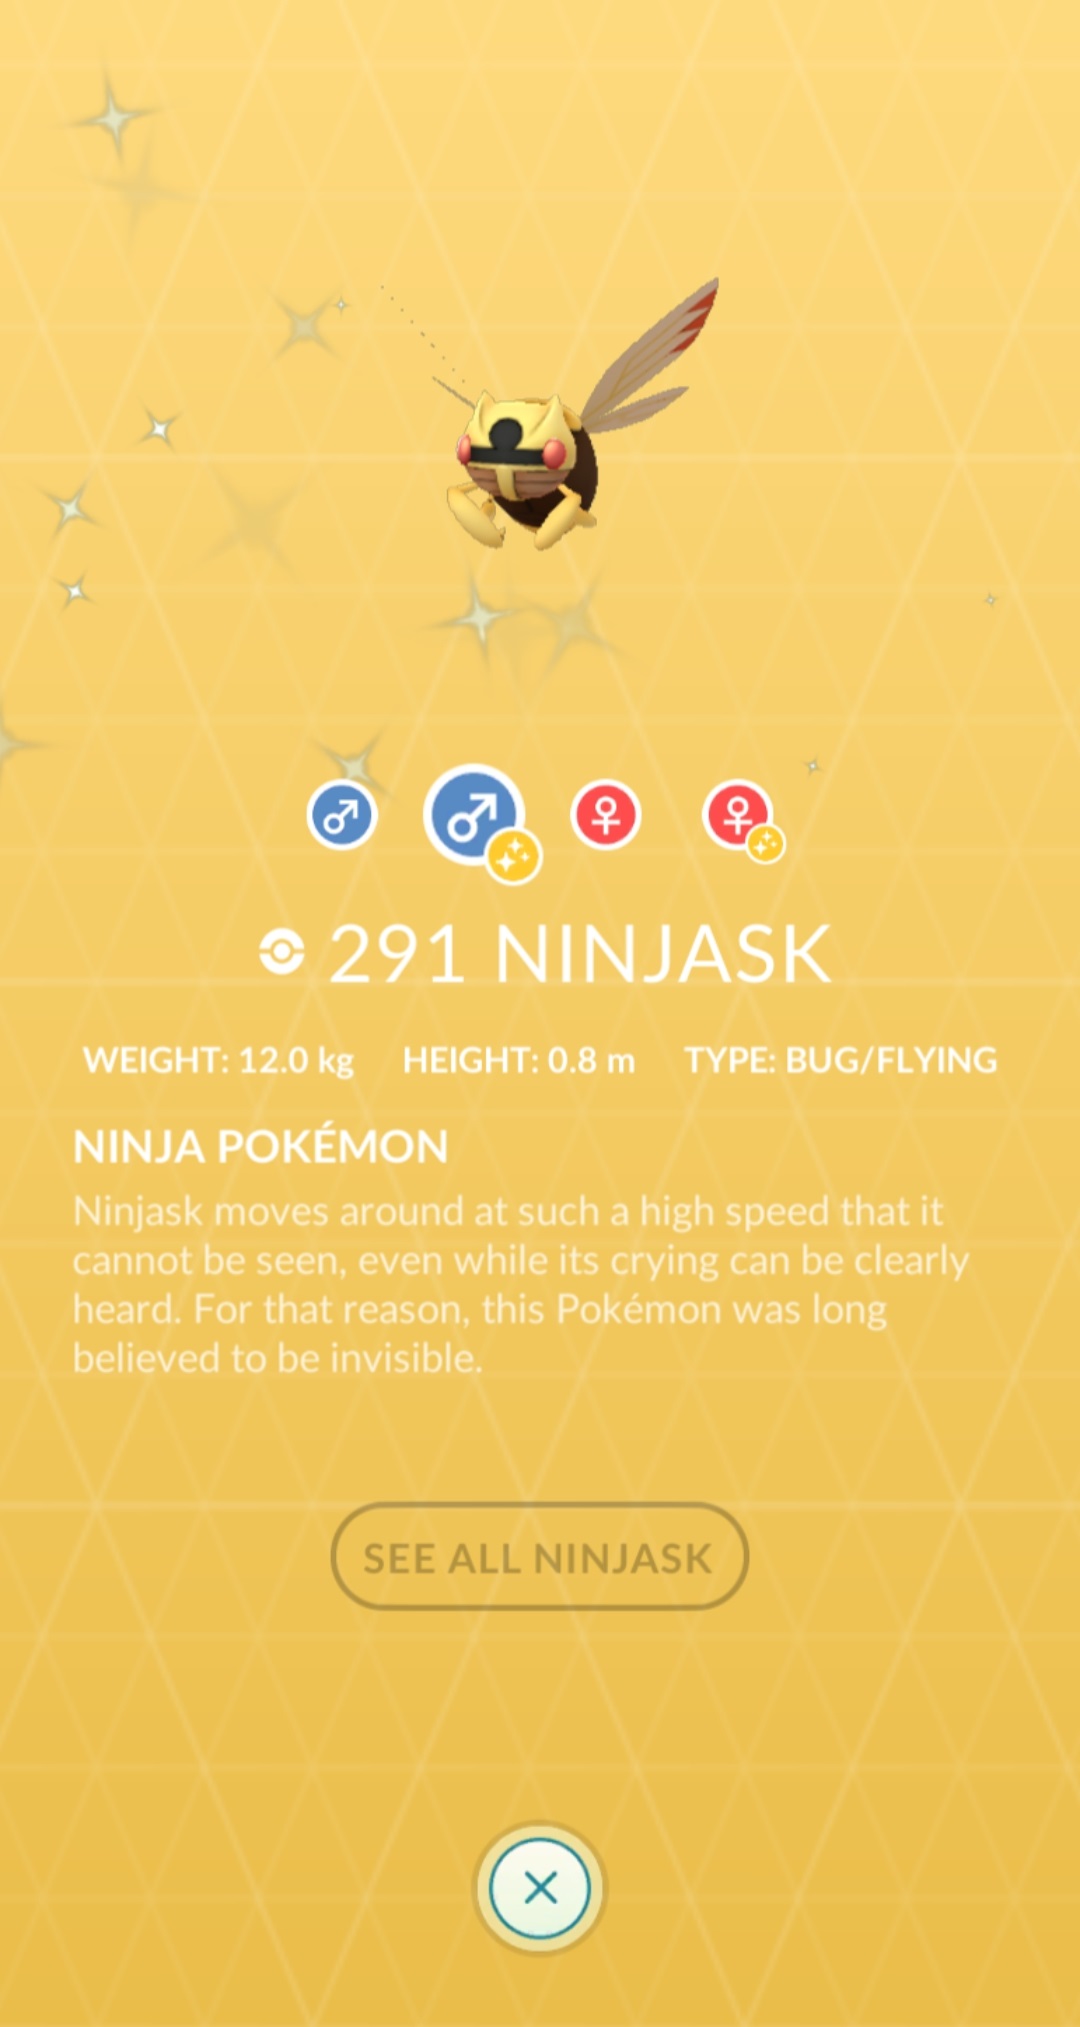 291 NINJASK
WEIGHT: 12.0 kg HEIGHT: 0.8 m TYPE: BUG/FLYING
NINJA POKÉMON
Ninjask moves around at such a high speed that it
cannot be seen, even while its crying can be clearly
heard. For that reason, this Pokémon was long
believed to be invisible.
SEE ALL NINJASK